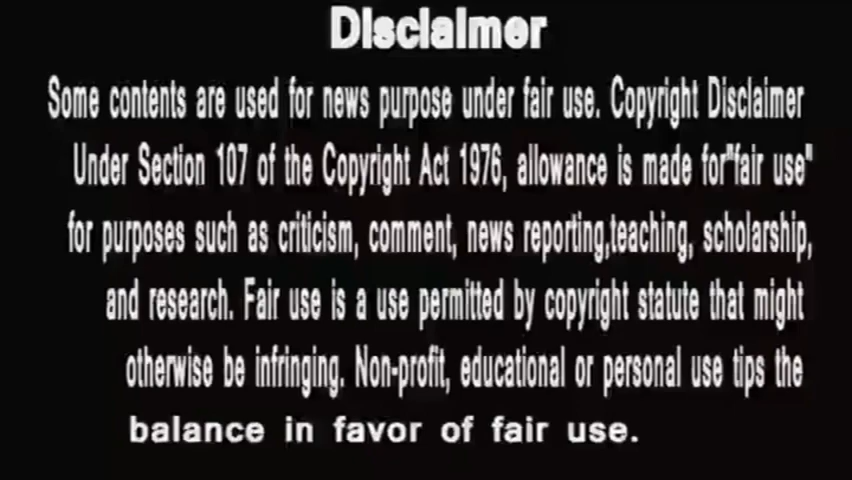 Disclaimer
Some contents are used for news purpose under fair use. Copyright Disclaimer
Under Section 107 of the Copyright Act 1976, allowance is made for"fair use"
for purposes such as criticism, comment, news reporting,teaching, scholarship,
and research. Fair use is a use permitted by copyright statute that might
otherwise be infringing. Non-profit, educational or personal use tips the
balance in favor of fair use.